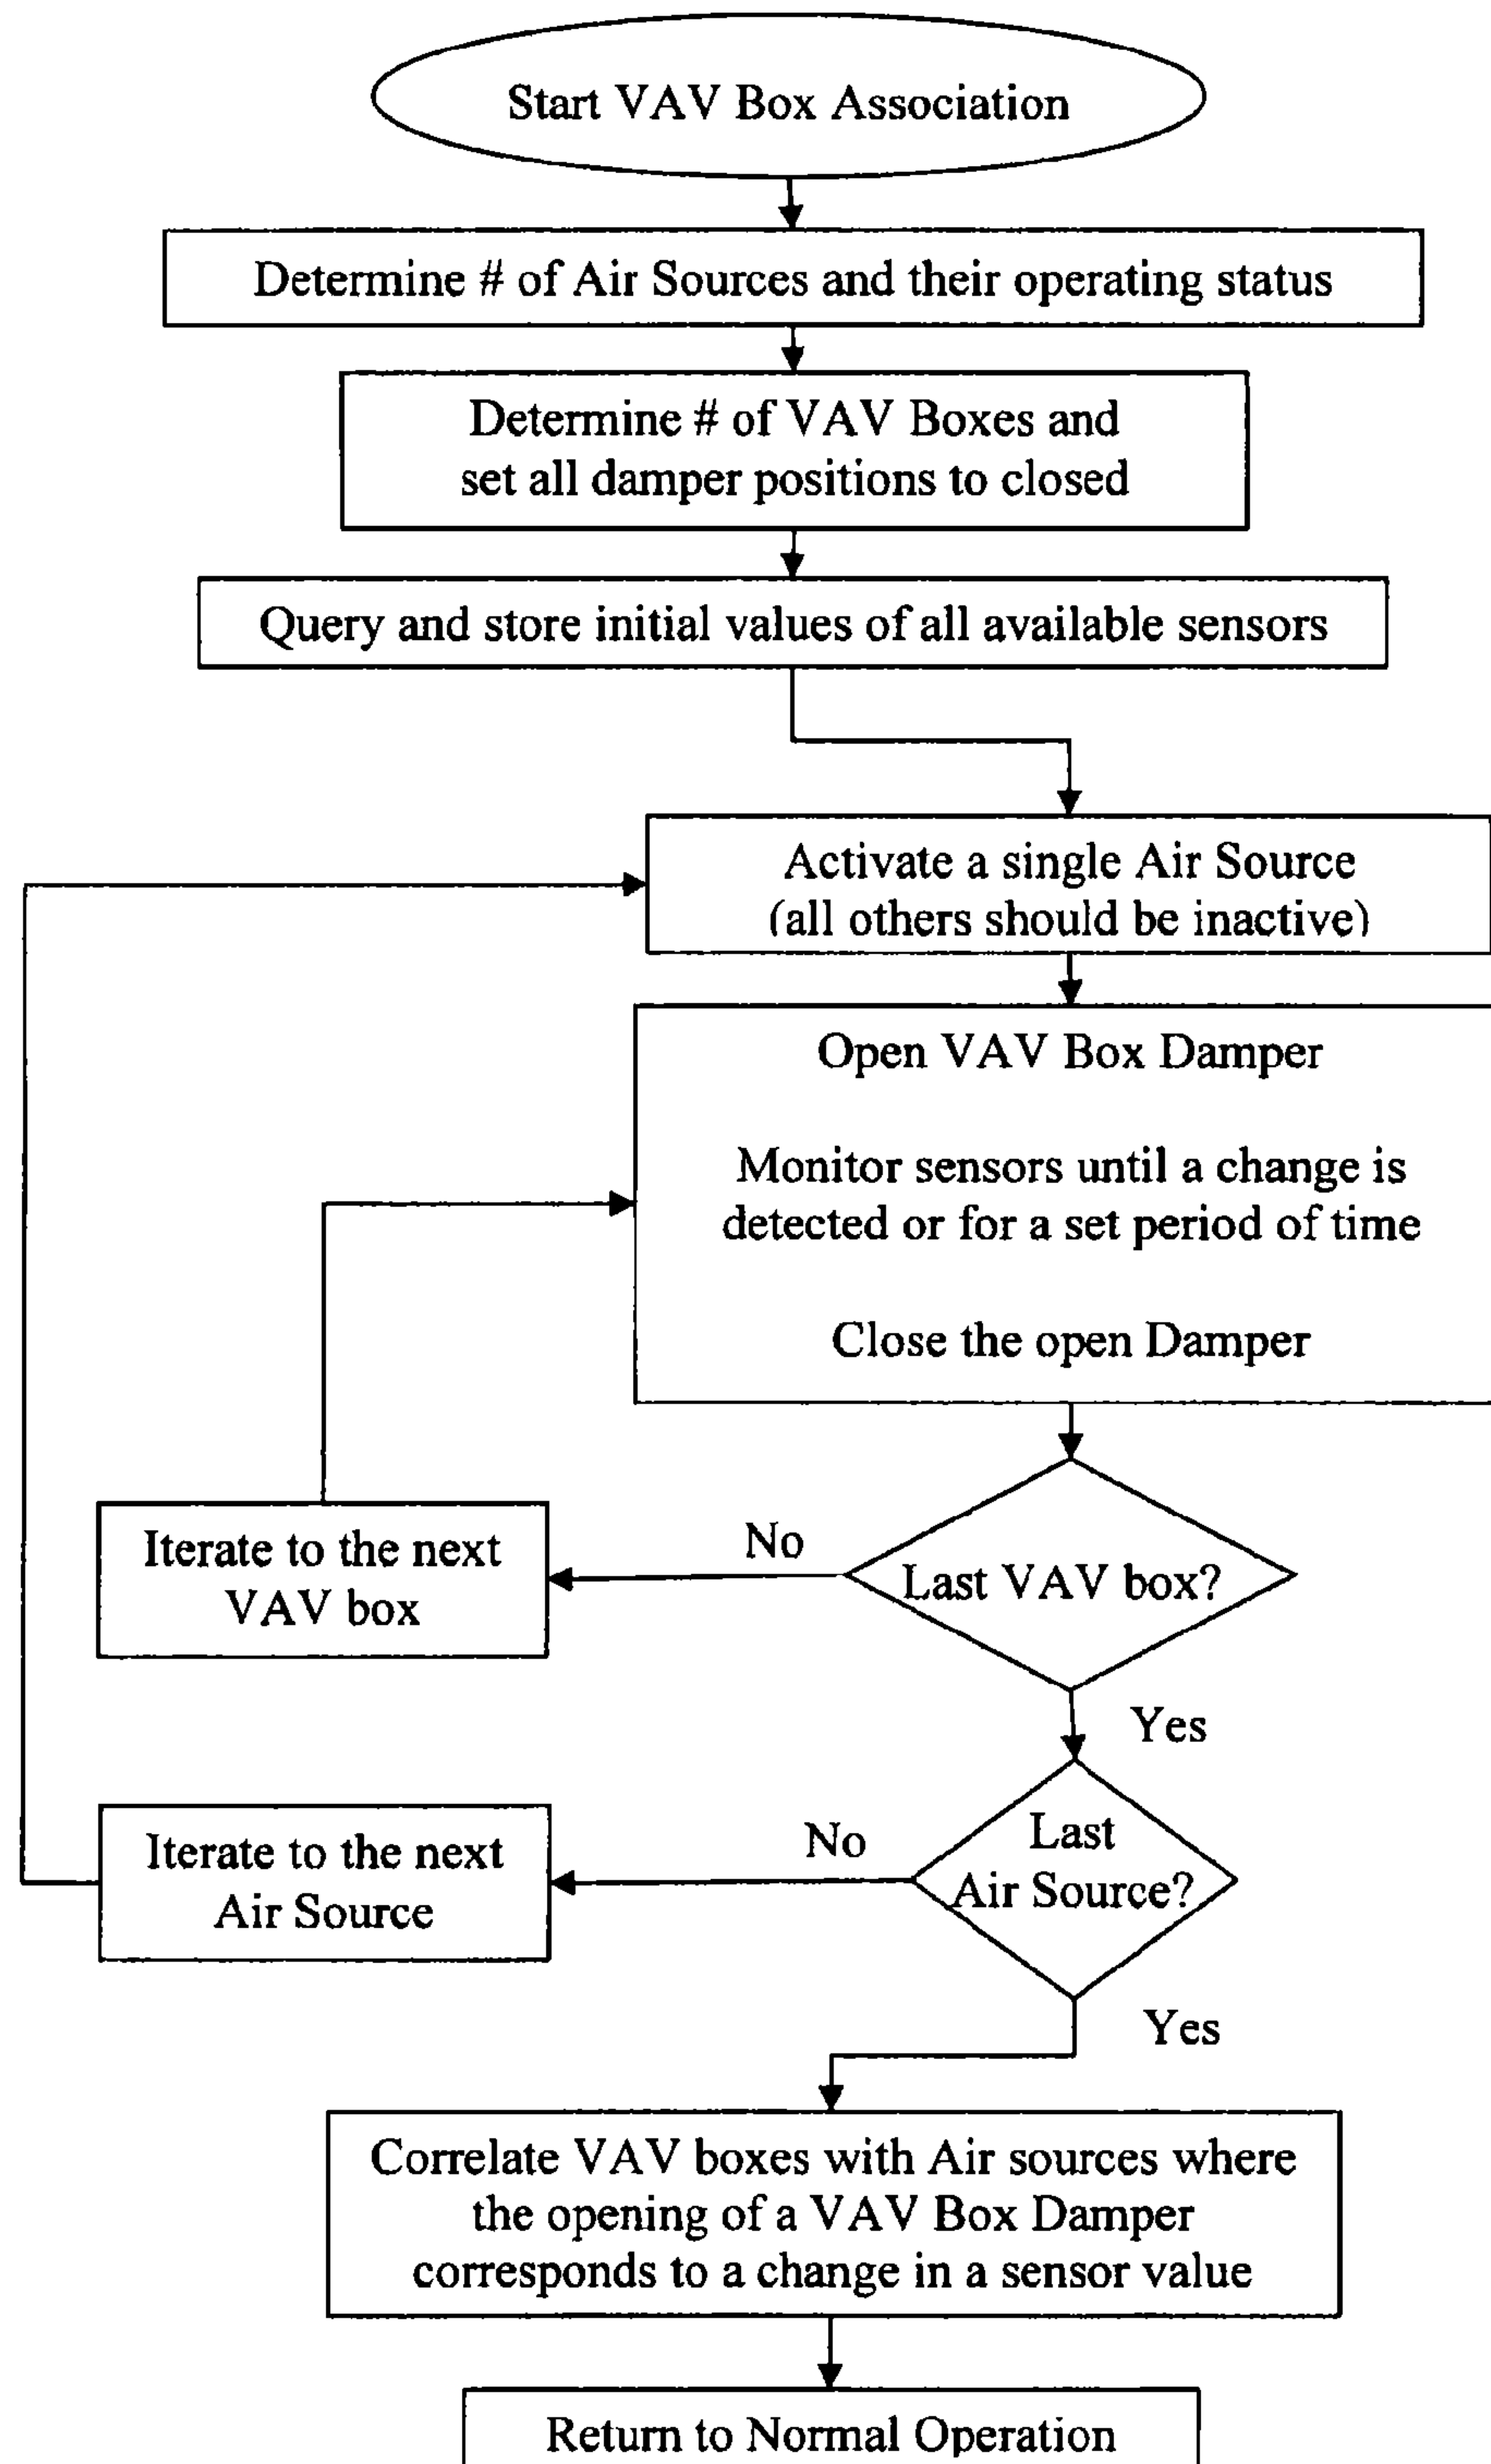 Start VAV Box Association
Determine # of Air Sources and their operating status
Determine # of VAV Boxes and
set all damper positions to closed
Query and store initial values of all available sensors
Activate a single Air Source
(all others should be inactive)
Open VAV Box Damper
Monitor sensors until a change is
detected or for a set period of time
Close the open Damper
Last VAV box?
No
Iterate to the next
VAV box
Yes
Last
Air Source?
No
Iterate to the next
Air Source
Yes
Correlate VAV boxes with Air sources where
the opening of a VAV Box Damper
corresponds to a change in a sensor value
Return to Normal Operation